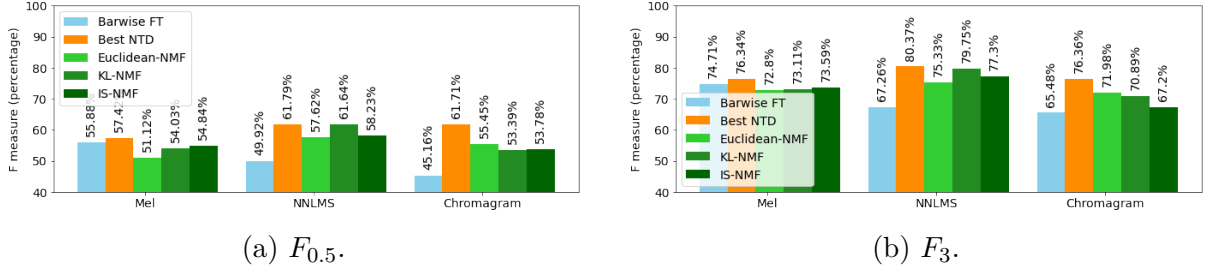 100
90
80
70
60
50
40
F measure (percentage)
Barwise FT
Best NTD
Euclidean-NMF
KL-NMF
IS-NMF
55.88%
57.42%
51.12%
54.03%
54.84%
49.92%
61.79%
57.62%
61.64%
58.23%
45.16%
61.71%
55.45%
53.39%
53.78%
Mel
NNLMS
Chromagram
(a) F0.5.
100
90
80
70
60
50
40
F measure (percentage)
74.71%
76.34%
72.8%
73.11%
73.59%
67.26%
80.37%
75.33%
79.75%
77.3%
65.48%
76.36%
71.98%
70.89%
67.2%
Barwise FT
Best NTD
Euclidean-NMF
KL-NMF
IS-NMF
Mel
NNLMS
Chromagram
(b) F3.